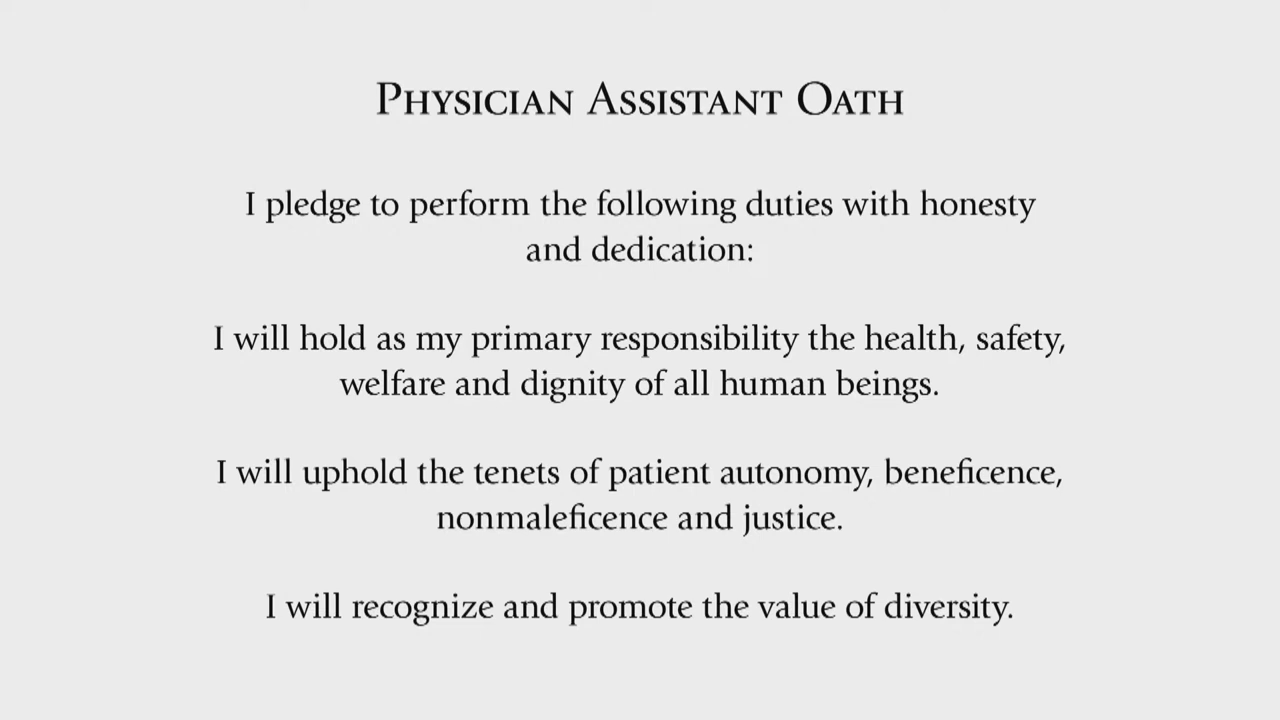 Physician Assistant Oath
I pledge to perform the following duties with honesty
and dedication:
I will hold as my primary responsibility the health, safety,
welfare and dignity of all human beings.
I will uphold the tenets of patient autonomy, beneficence,
nonmaleficence and justice.
I will recognize and promote the value of diversity.